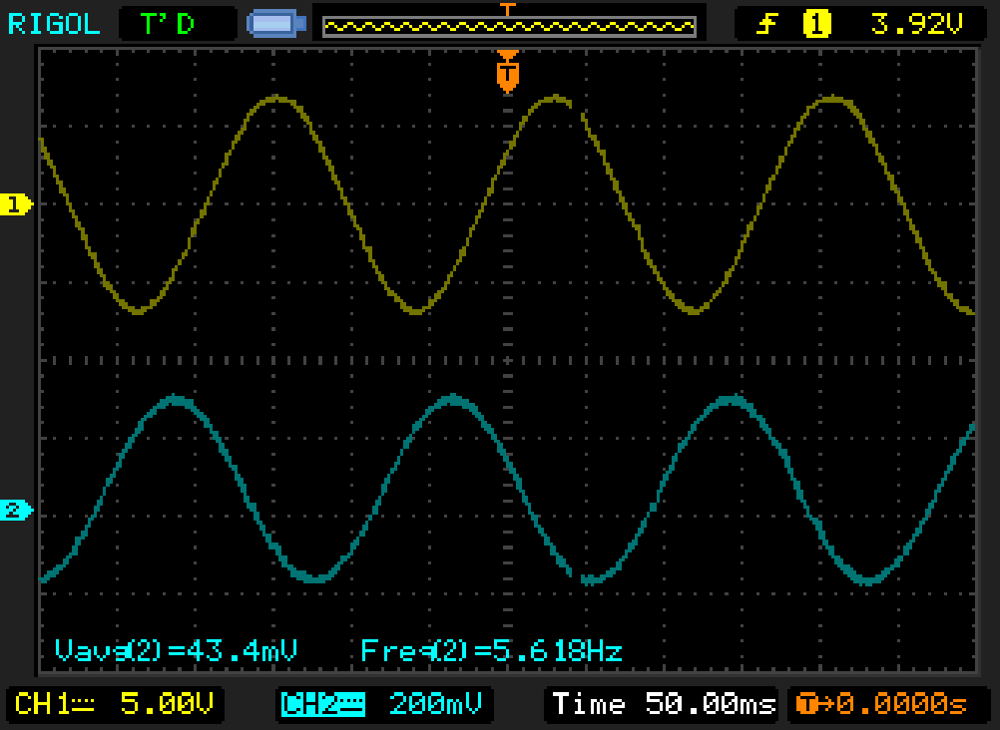 RIGOL T'D T 1 3.92V
T
1
2
Vavg(2)=43.4mV Freq(2)=5.618Hz
CH1 5.00V CH2 200mV Time 50.00ms T→0.0000s